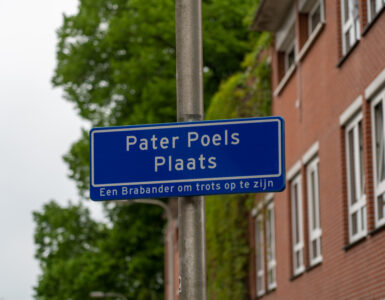 Pater Poels
Plaats
Een Brabander om trots op te zijn